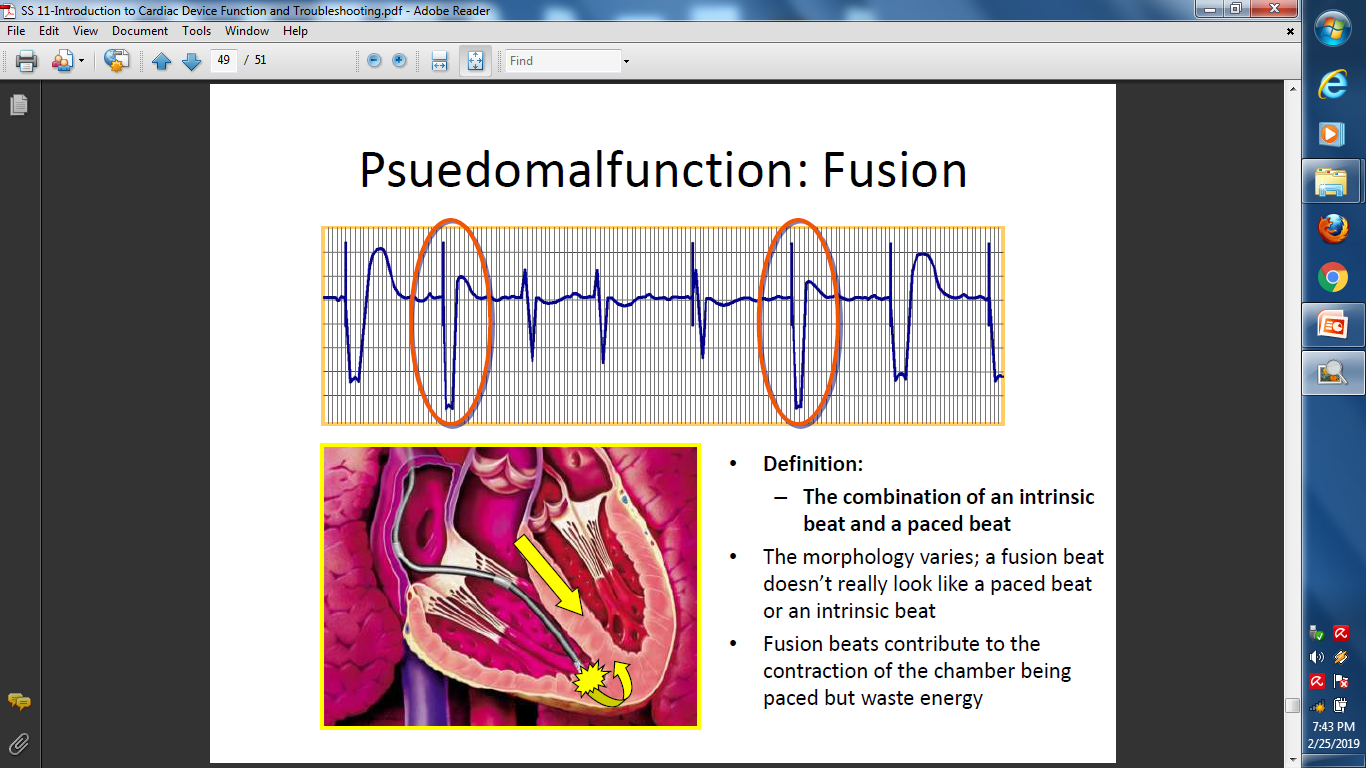 SS 11-Introduction to Cardiac Device Function and Troubleshooting.pdf - Adobe Reader
File Edit View Document Tools Window Help
49 / 51 Find
Psuedomalfunction: Fusion
• Definition:
– The combination of an intrinsic
beat and a paced beat
• The morphology varies; a fusion beat
doesn't really look like a paced beat
or an intrinsic beat
• Fusion beats contribute to the
contraction of the chamber being
paced but waste energy
7:43 PM
2/25/2019